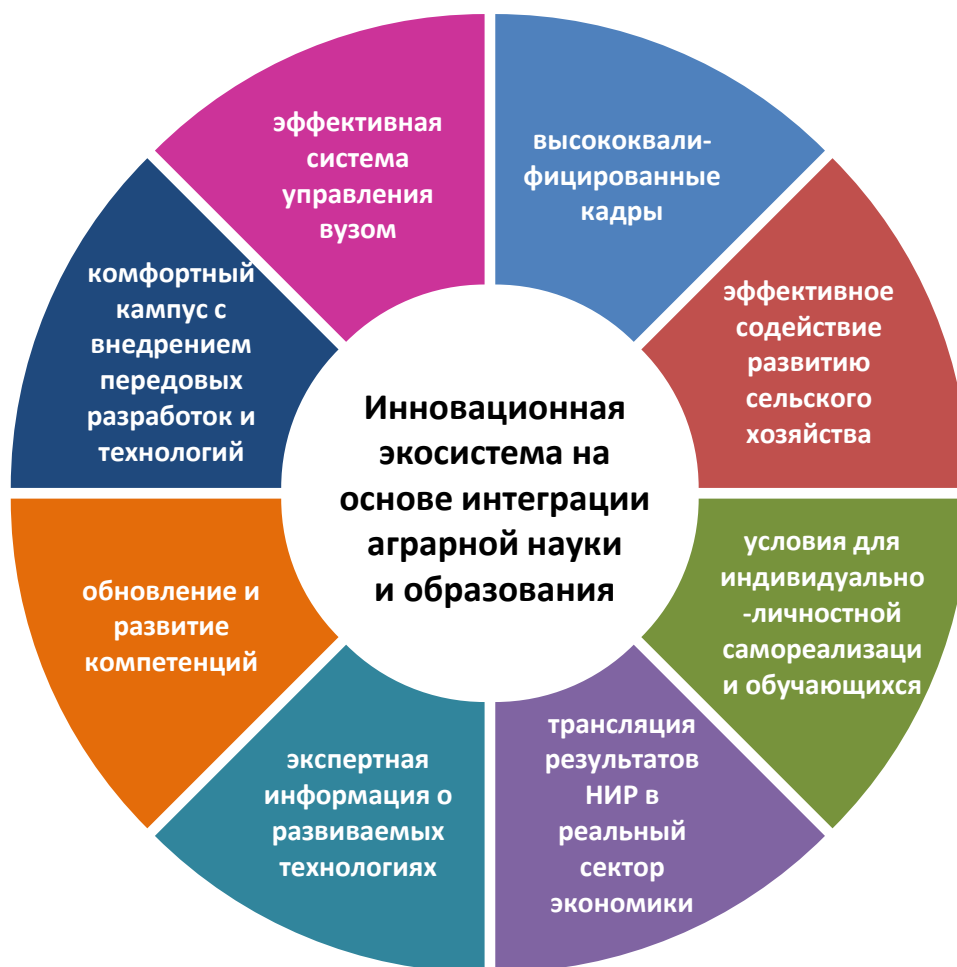 эффективная
система
управления
вузом
высококвали-
фицированные
кадры
эффективное
содействие
развитию
сельского
хозяйства
условия для
индивидуально
-личностной
самореализаци
и обучающихся
трансляция
результатов
НИР в
реальный
сектор
экономики
экспертная
информация о
развиваемых
технологиях
обновление и
развитие
компетенций
комфортный
кампус с
внедрением
передовых
разработок и
технологий
Инновационная
экосистема на
основе интеграции
аграрной науки
и образования